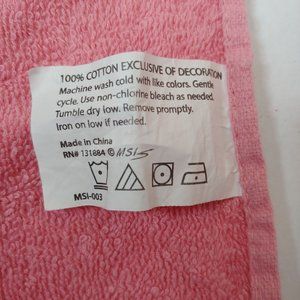 100% COTTON EXCLUSIVE OF DECORATION
Machine wash cold with like colors. Gentle
cycle. Use non-chlorine bleach as needed.
Tumble dry low. Remove promptly.
Iron on low if needed.
Made in China
RN# 131884 © MSI
MSI-003